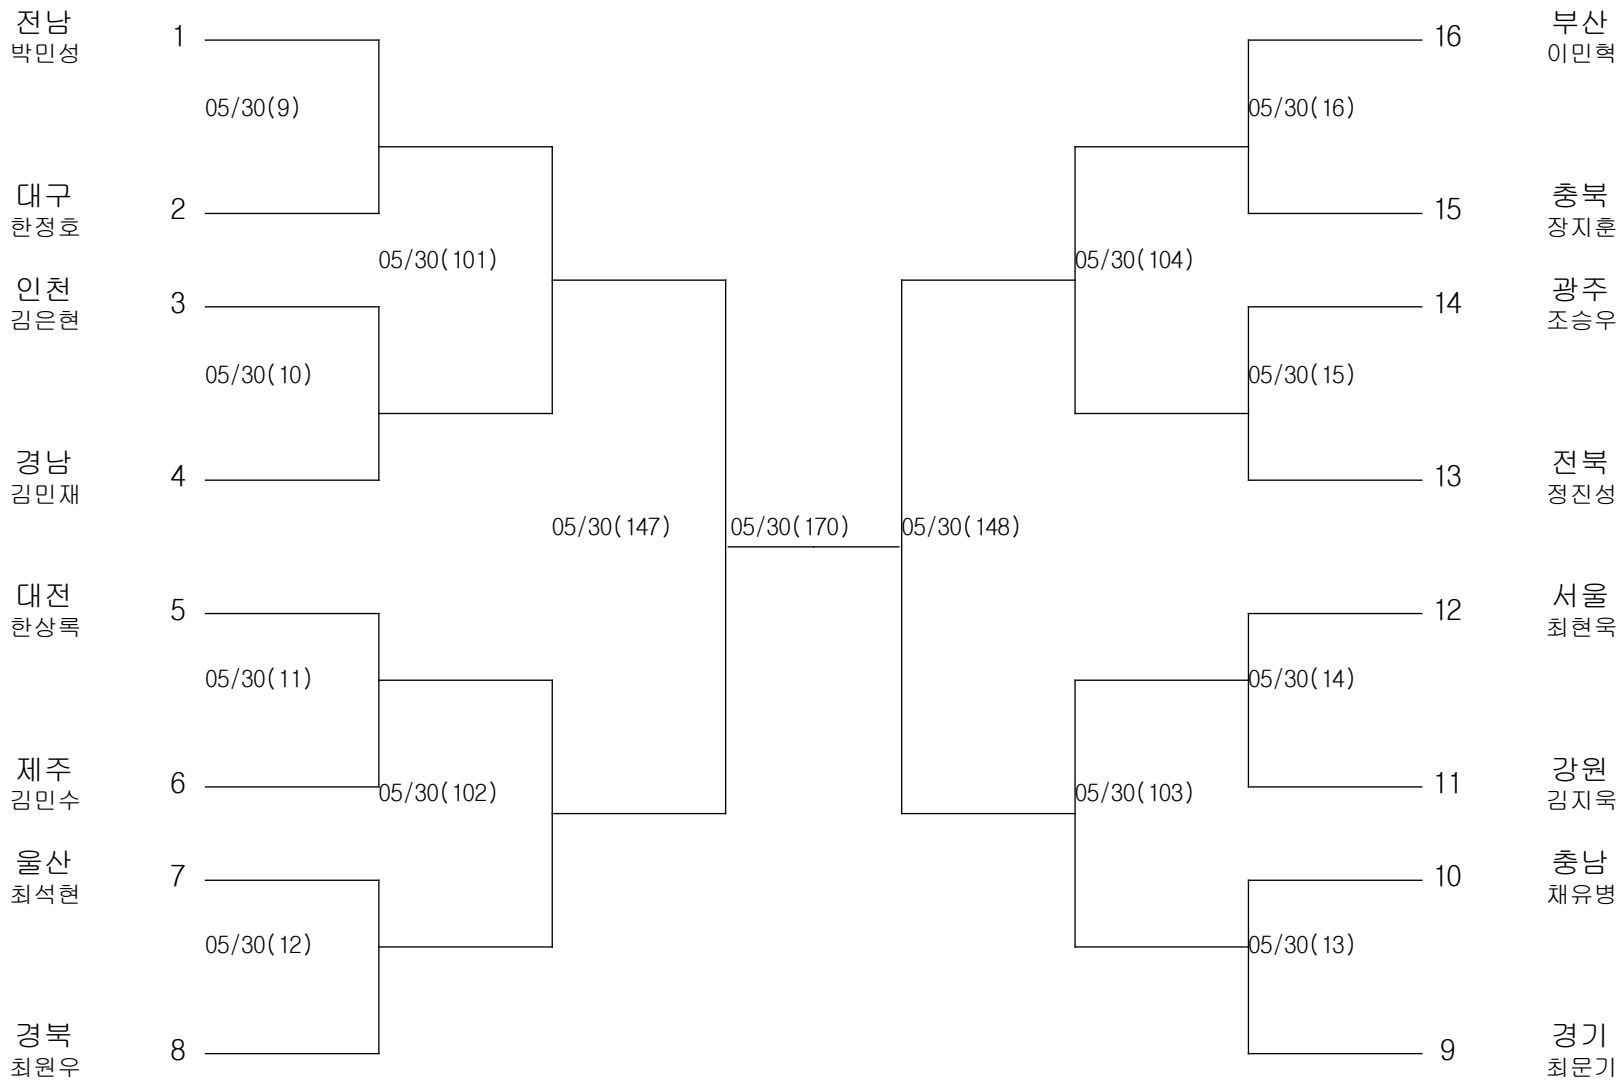 전남
박민성
1
05/30(9)
대구
한정호
2
05/30(101)
인천
김은현
3
05/30(10)
경남
김민재
4
05/30(147)
대전
한상록
5
05/30(11)
제주
김민수
6
05/30(102)
울산
최석현
7
05/30(12)
경북
최원우
8
05/30(170)
16
부산
이민혁
05/30(16)
15
충북
장지훈
05/30(104)
14
광주
조승우
05/30(15)
13
전북
정진성
05/30(148)
12
서울
최현욱
05/30(14)
11
강원
김지욱
05/30(103)
10
충남
채유병
05/30(13)
9
경기
최문기